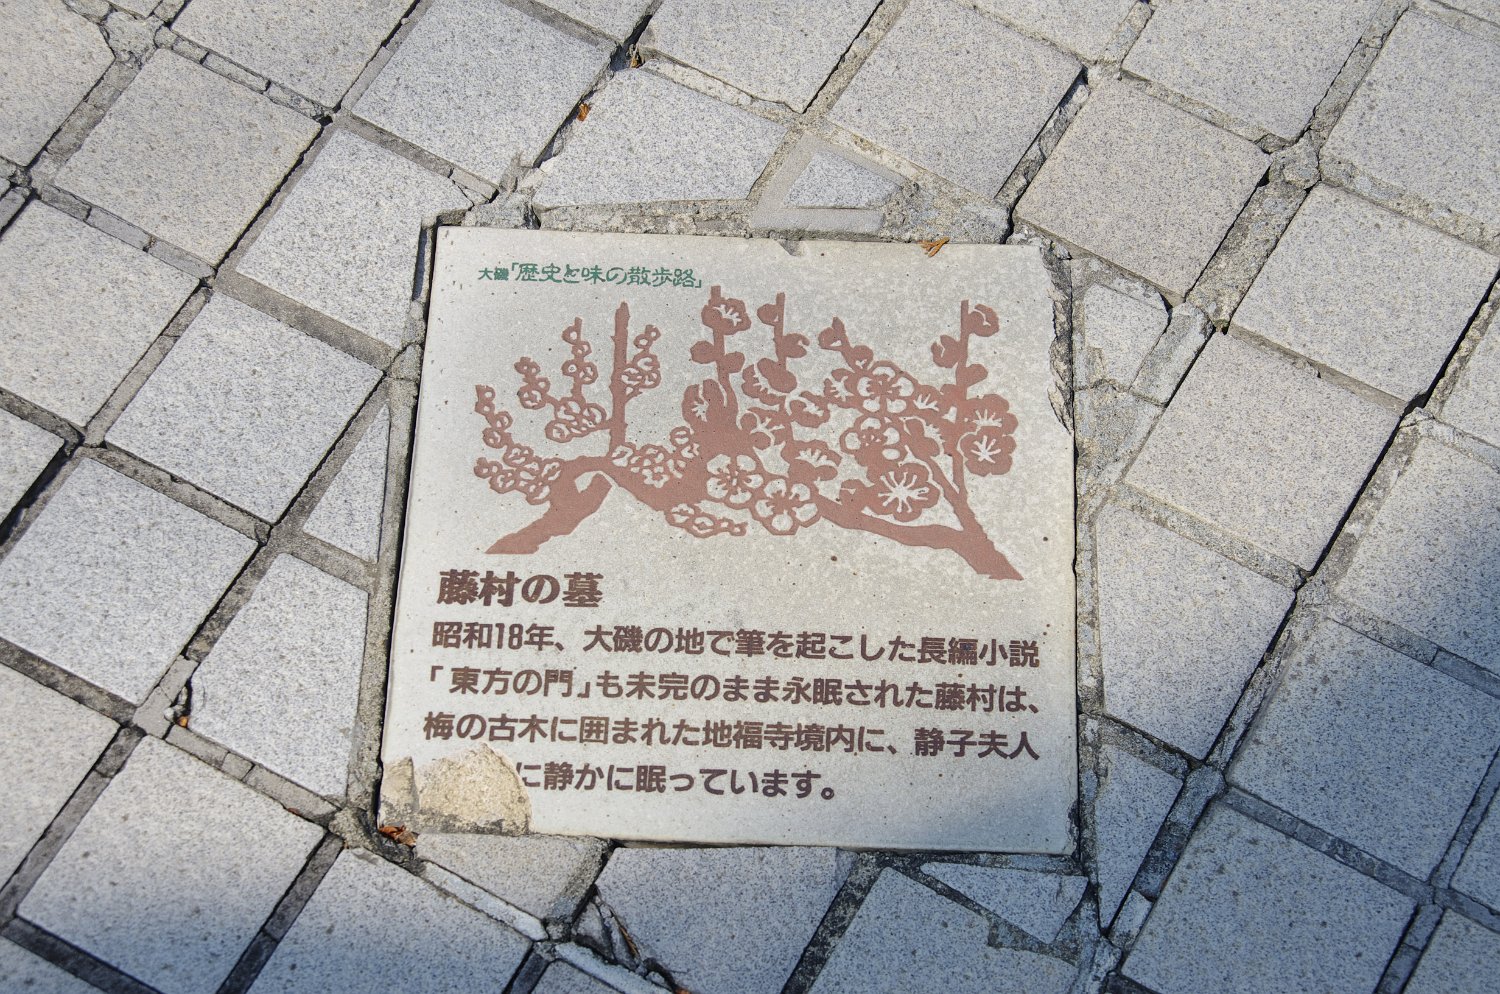 大磯「歴史と味の散歩路」
藤村の墓
昭和18年、大磯の地で筆を起こした長編小説
「東方の門」も未完のまま永眠された藤村は、
梅の古木に囲まれた地福寺境内に、静子夫人
に静かに眠っています。